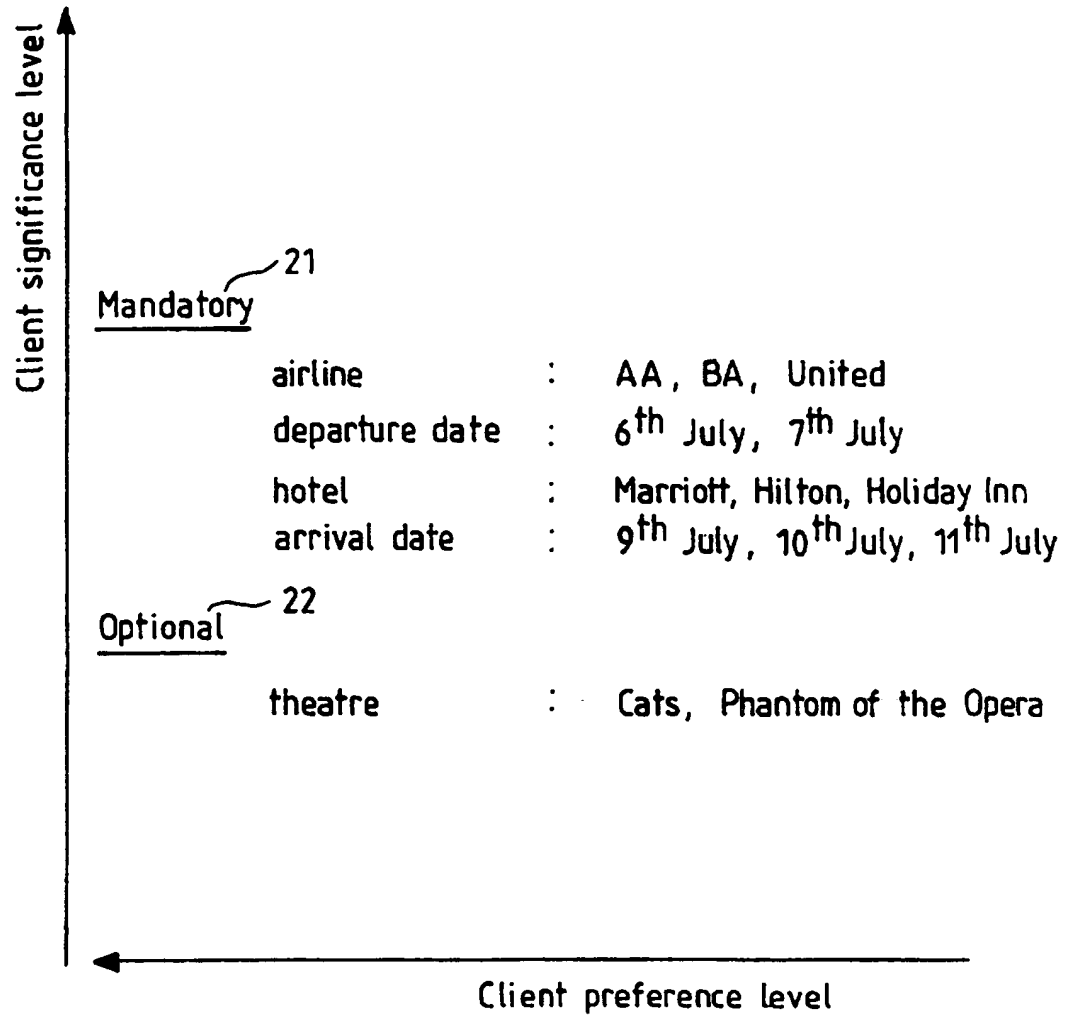 Client significance level
21
Mandatory
airline : AA, BA, United
departure date : 6th July, 7th July
hotel : Marriott, Hilton, Holiday Inn
arrival date : 9th July, 10th July, 11th July
22
Optional
theatre : Cats, Phantom of the Opera
Client preference level